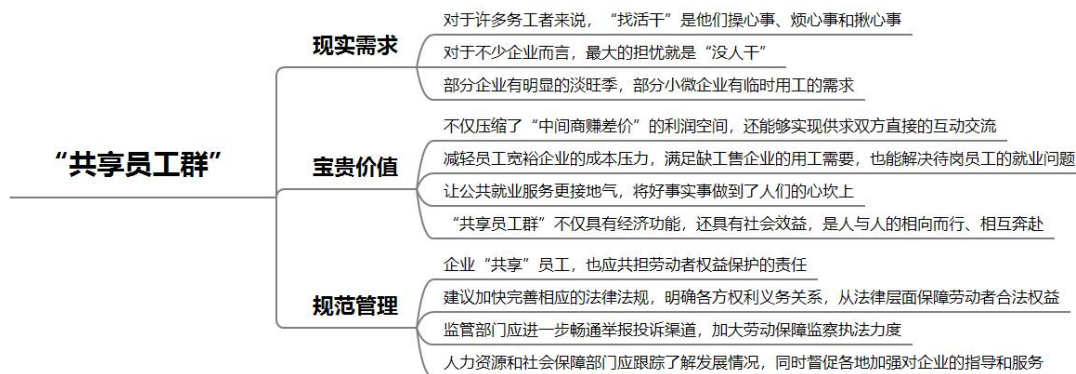 “共享员工群”
现实需求
对于许多务工者来说，“找活干”是他们操心事、烦心事和揪心事
对于不少企业而言，最大的担忧就是“没人干”
部分企业有明显的淡旺季，部分小微企业有临时用工的需求
宝贵价值
不仅压缩了“中间商赚差价”的利润空间，还能够实现供求双方直接的互动交流
减轻员工宽裕企业的成本压力，满足缺工售企业的用工需要，也能解决待岗员工的就业问题
让公共就业服务更接地气，将好事实事做到了人们的心坎上
“共享员工群”不仅具有经济功能，还具有社会效益，是人与人的相向而行、相互奔赴
规范管理
企业“共享”员工，也应共担劳动者权益保护的责任
建议加快完善相应的法律法规，明确各方权利义务关系，从法律层面保障劳动者合法权益
监管部门应进一步畅通举报投诉渠道，加大劳动保障监察执法力度
人力资源和社会保障部门应跟踪了解发展情况，同时督促各地加强对企业的指导和服务